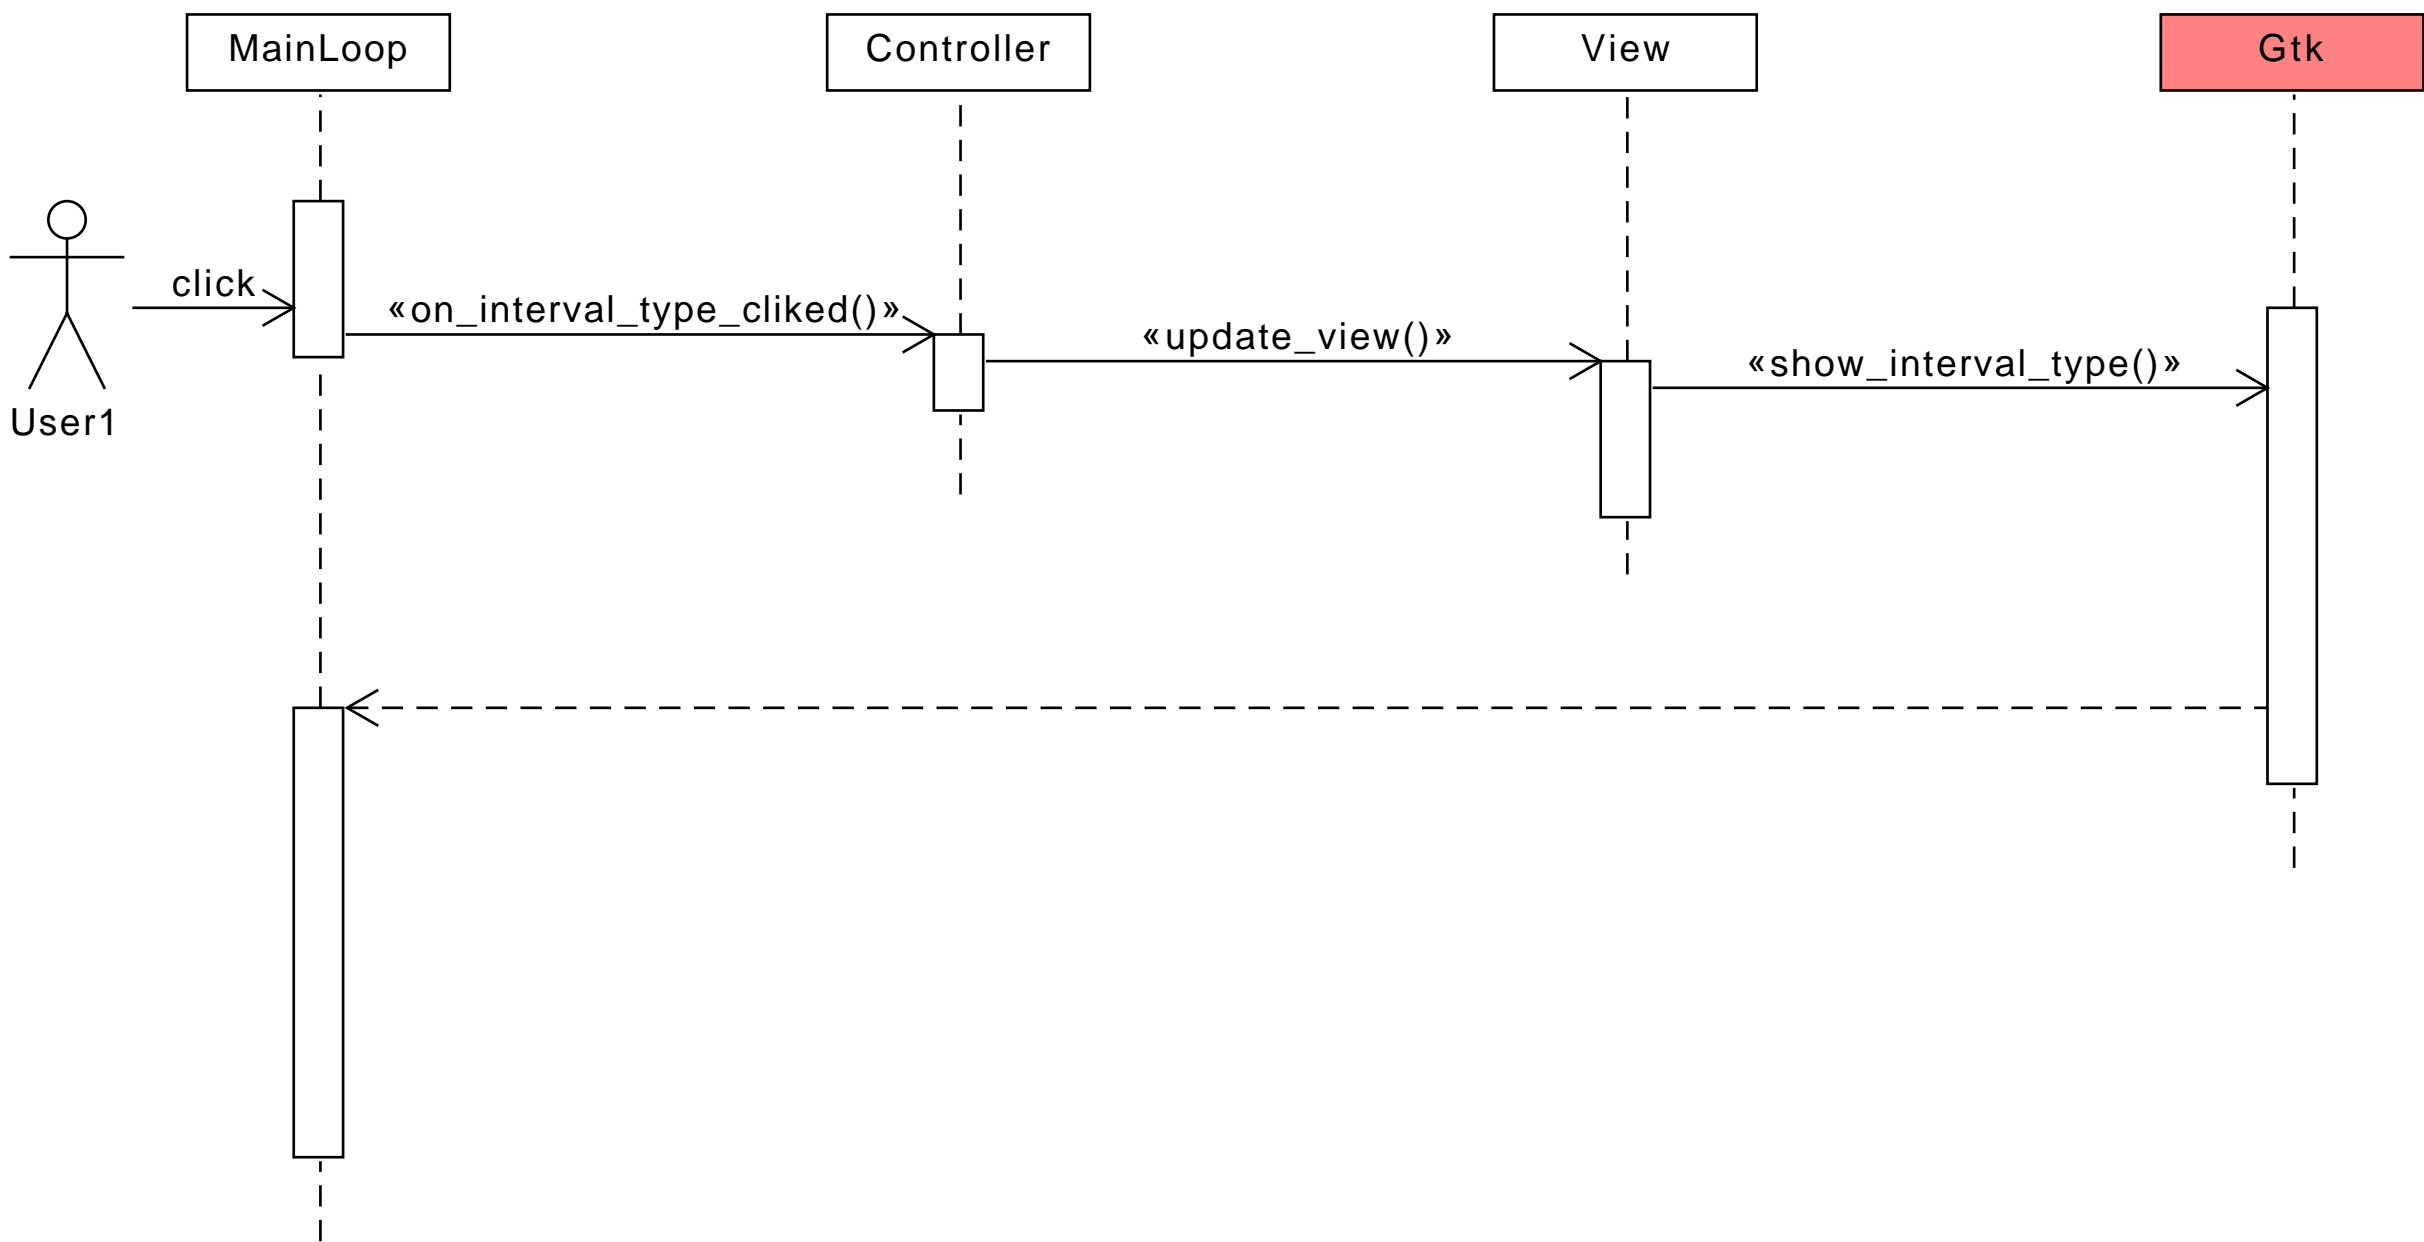 MainLoop
Controller
View
Gtk
click
«on_interval_type_cliked()»
«update_view()»
«show_interval_type()»
User1